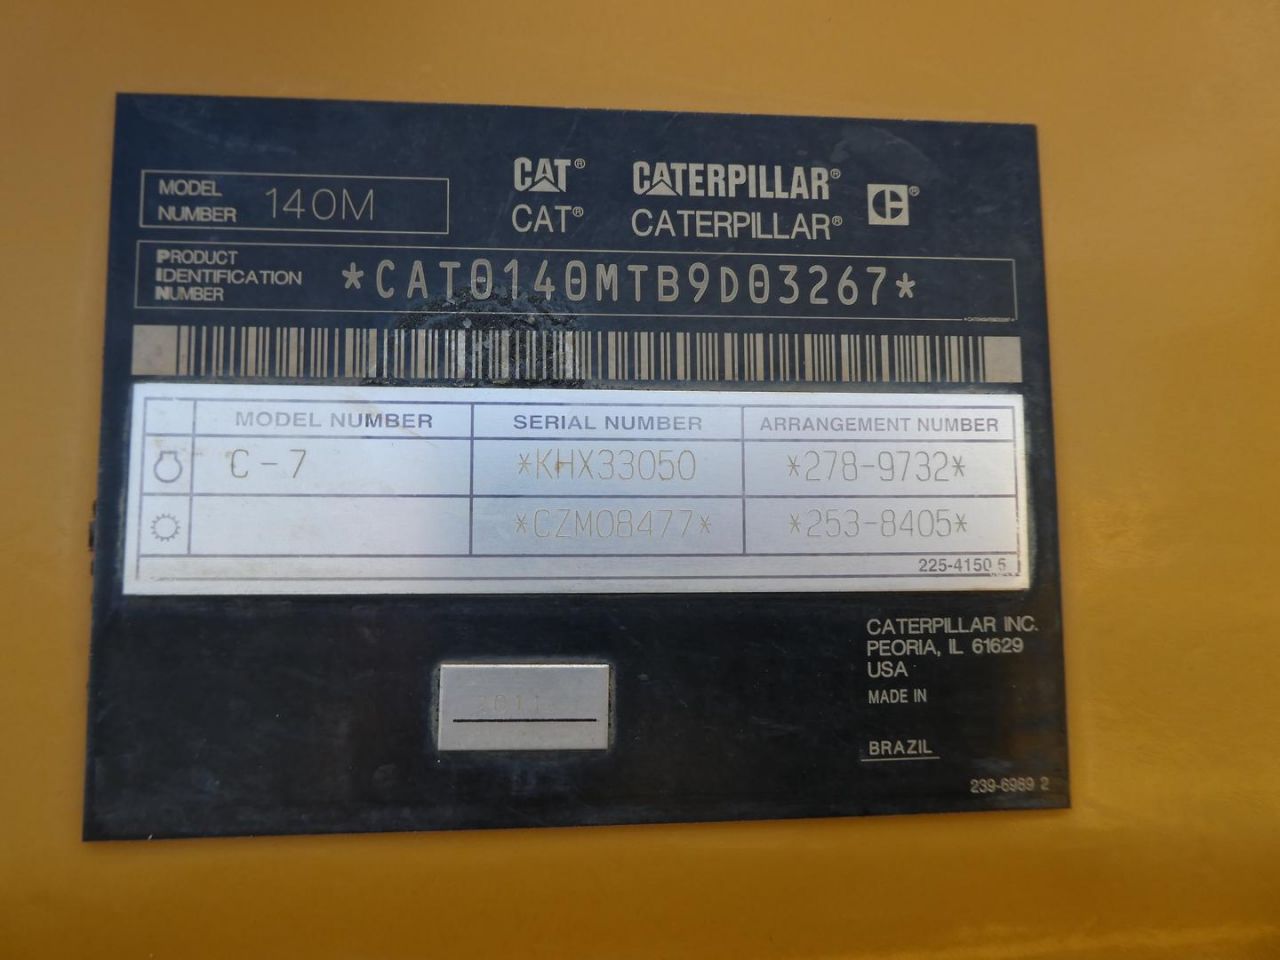 MODEL NUMBER 140M
CAT® CATERPILLAR® C®
CAT® CATERPILLAR®
PRODUCT IDENTIFICATION NUMBER *CAT0140MTB9D03267*
MODEL NUMBER SERIAL NUMBER ARRANGEMENT NUMBER
C-7 *KHX33050 *278-9732*
*CZM08477* *253-8405*
225-4150 5
2011
CATERPILLAR INC.
PEORIA, IL 61629
USA
MADE IN
BRAZIL
239-6989 2